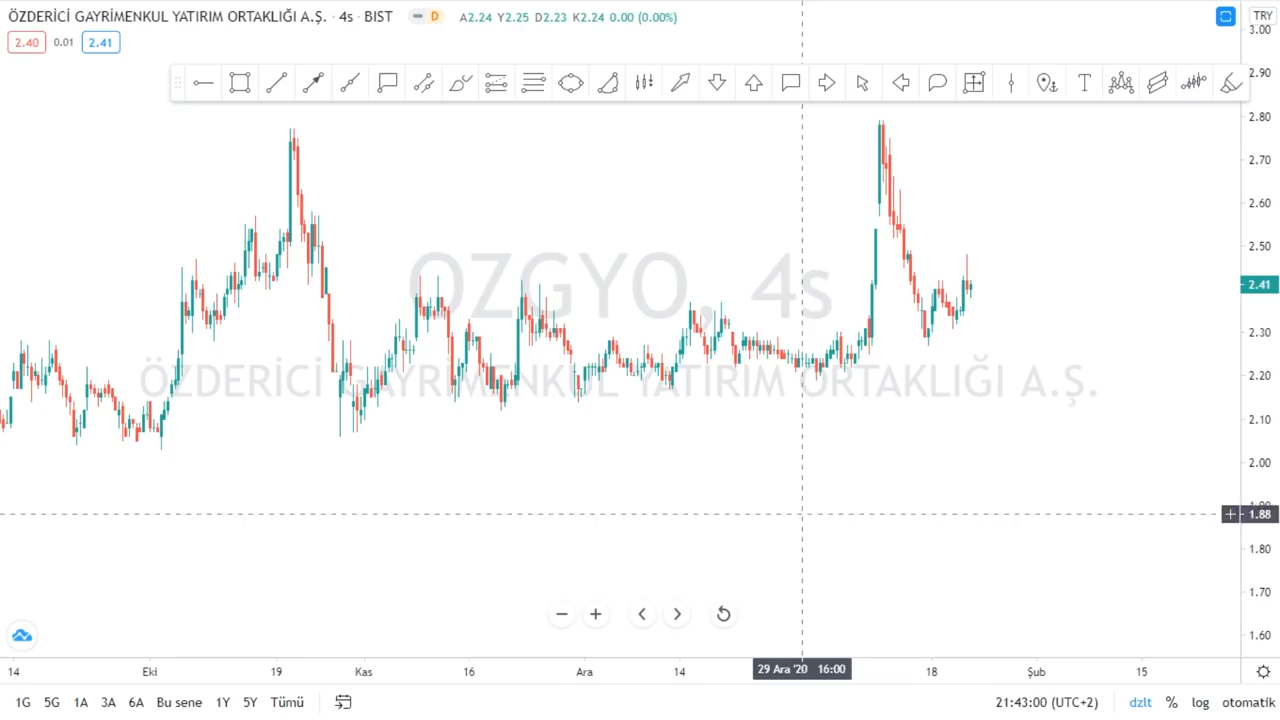 ÖZDERİCİ GAYRİMENKUL YATIRIM ORTAKLIĞI A.Ş. · 4s · BIST D A2.24 Y2.25 D2.23 K2.24 0.00 (0.00%) TRY
2.40 0.01 2.41
3.00
2.90
T
2.80
2.70
2.60
2.50
OZGYO, 4s
2.41
2.30
ÖZDERİCİ GAYRİMENKUL YATIRIM ORTAKLIĞI A.Ş.
2.20
2.10
2.00
1.88
1.80
1.70
1.60
14 Eki 19 Kas 16 Ara 14 29 Ara '20 16:00 18 Şub 15
1G 5G 1A 3A 6A Bu sene 1Y 5Y Tümü 21:43:00 (UTC+2) dzlt % log otomatik